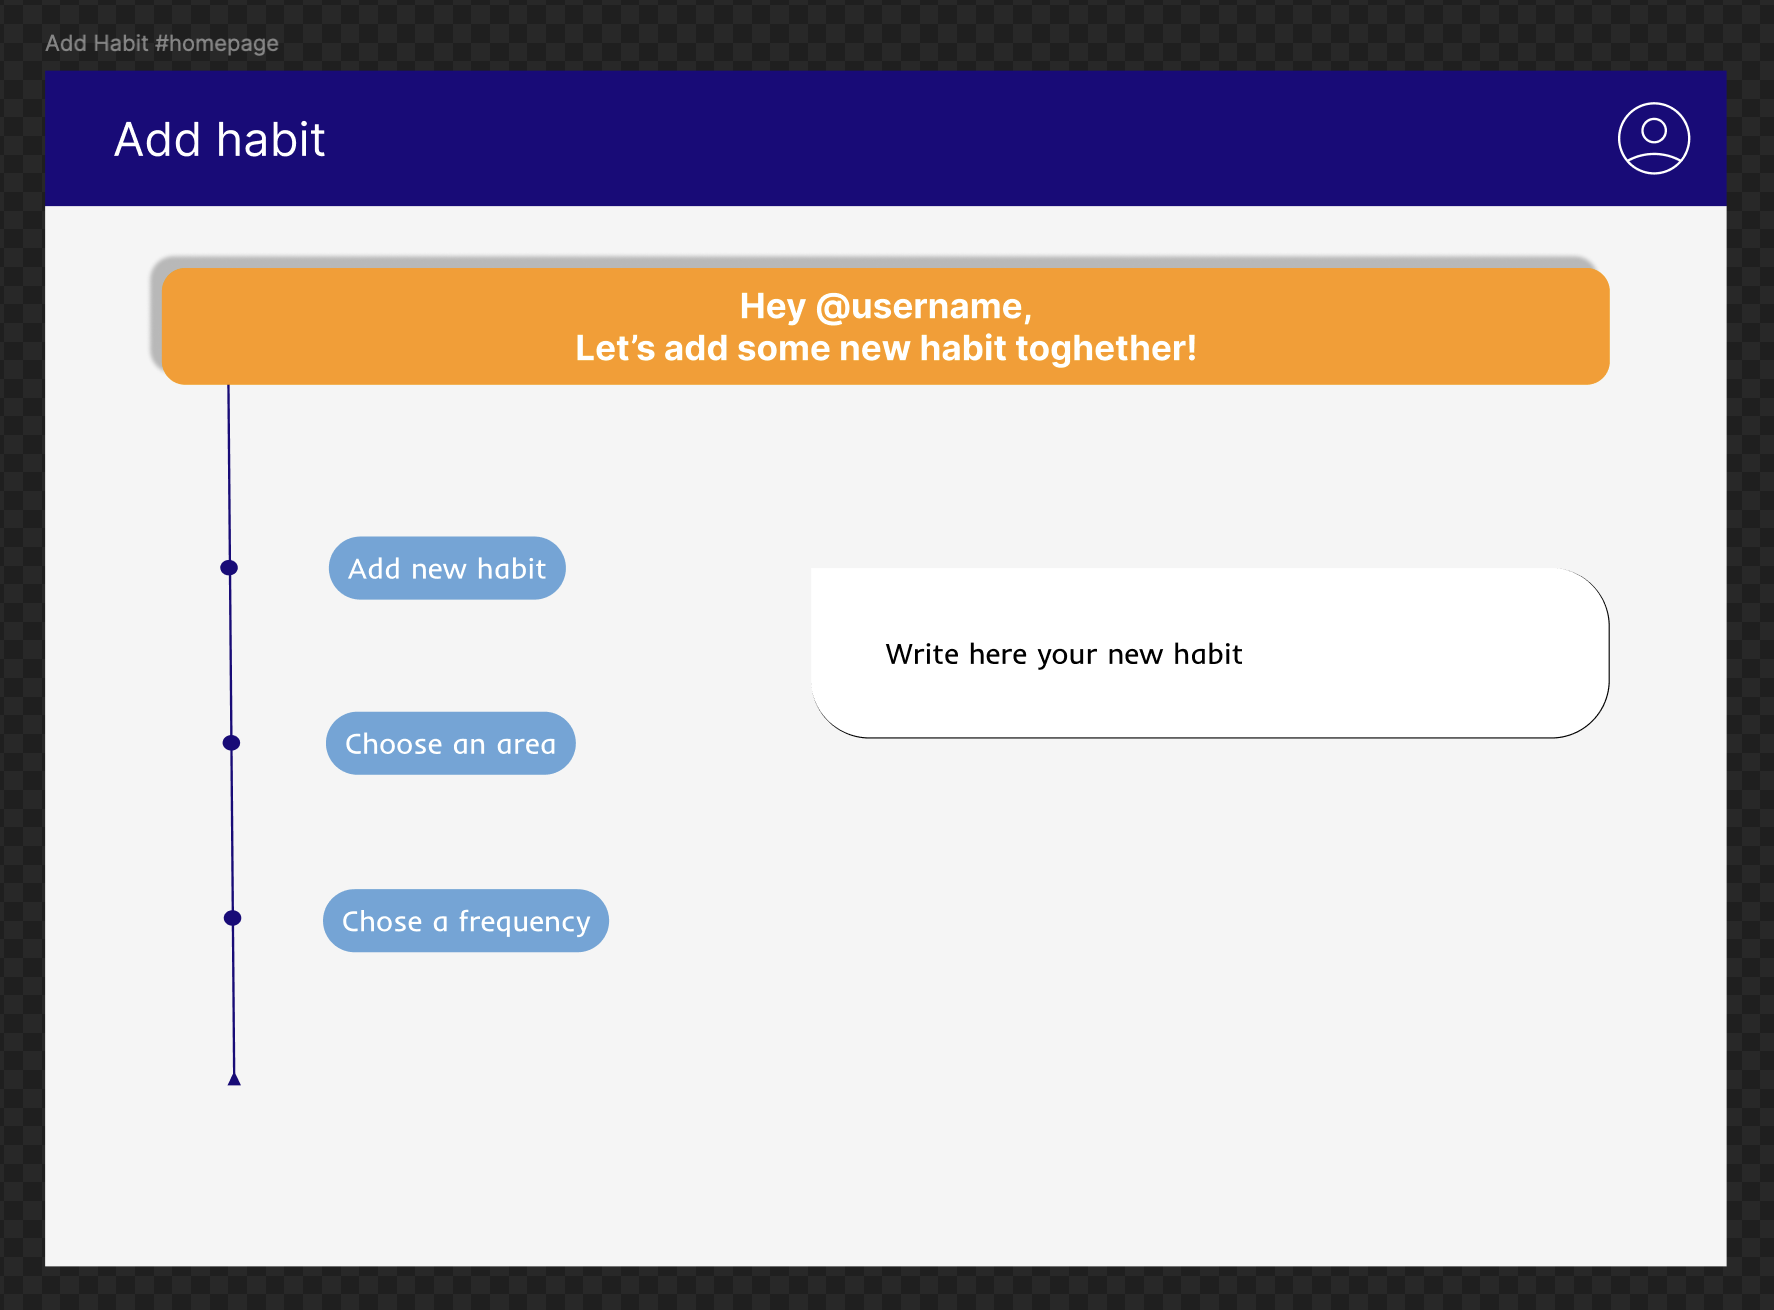 Add Habit #homepage
Add habit
Hey @username,
Let’s add some new habit toghether!
Add new habit
Write here your new habit
Choose an area
Chose a frequency